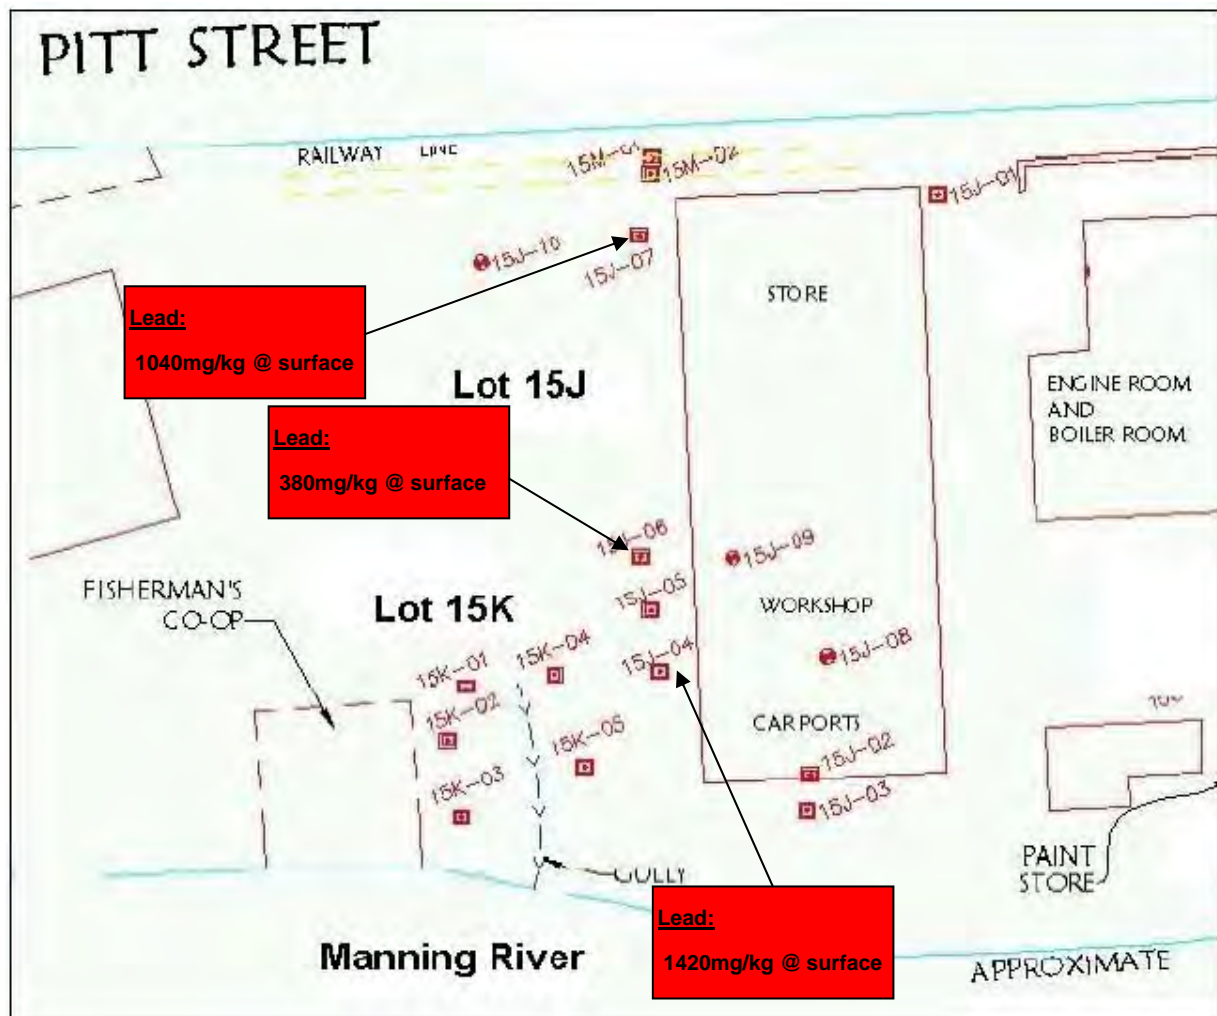 PITT STREET
RAILWAY LINE
15M-01
15M-02
15J-01
15J-10
15J-07
STORE
Lead:
1040mg/kg @ surface
Lot 15J
ENGINE ROOM
AND
BOILER ROOM
Lead:
380mg/kg @ surface
15J-06
15J-09
FISHERMAN'S
CO-OP
Lot 15K
15J-05
WORKSHOP
15K-01
15K-04
15J-04
15J-08
15K-02
CARPORTS
15K-05
15J-02
15K-03
15J-03
PAINT
STORE
GULLY
Lead:
1420mg/kg @ surface
Manning River
APPROXIMATE